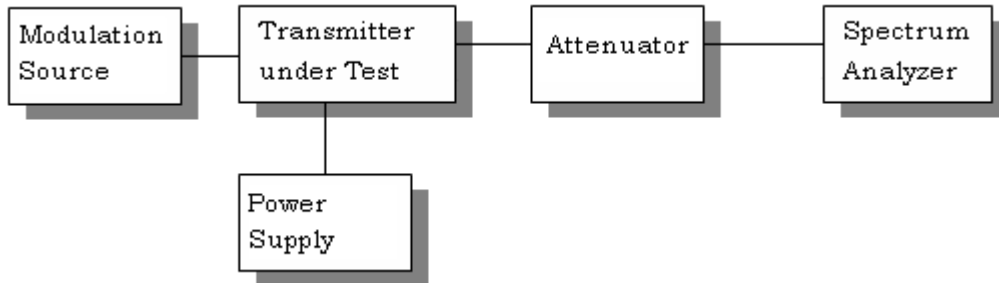 Modulation
Source
Transmitter
under Test
Attenuator
Spectrum
Analyzer
Power
Supply